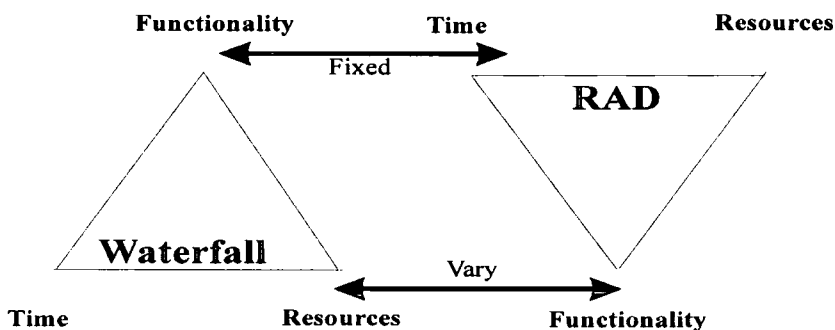 Functionality Time Resources
Fixed
RAD
Waterfall
Vary
Time Resources Functionality